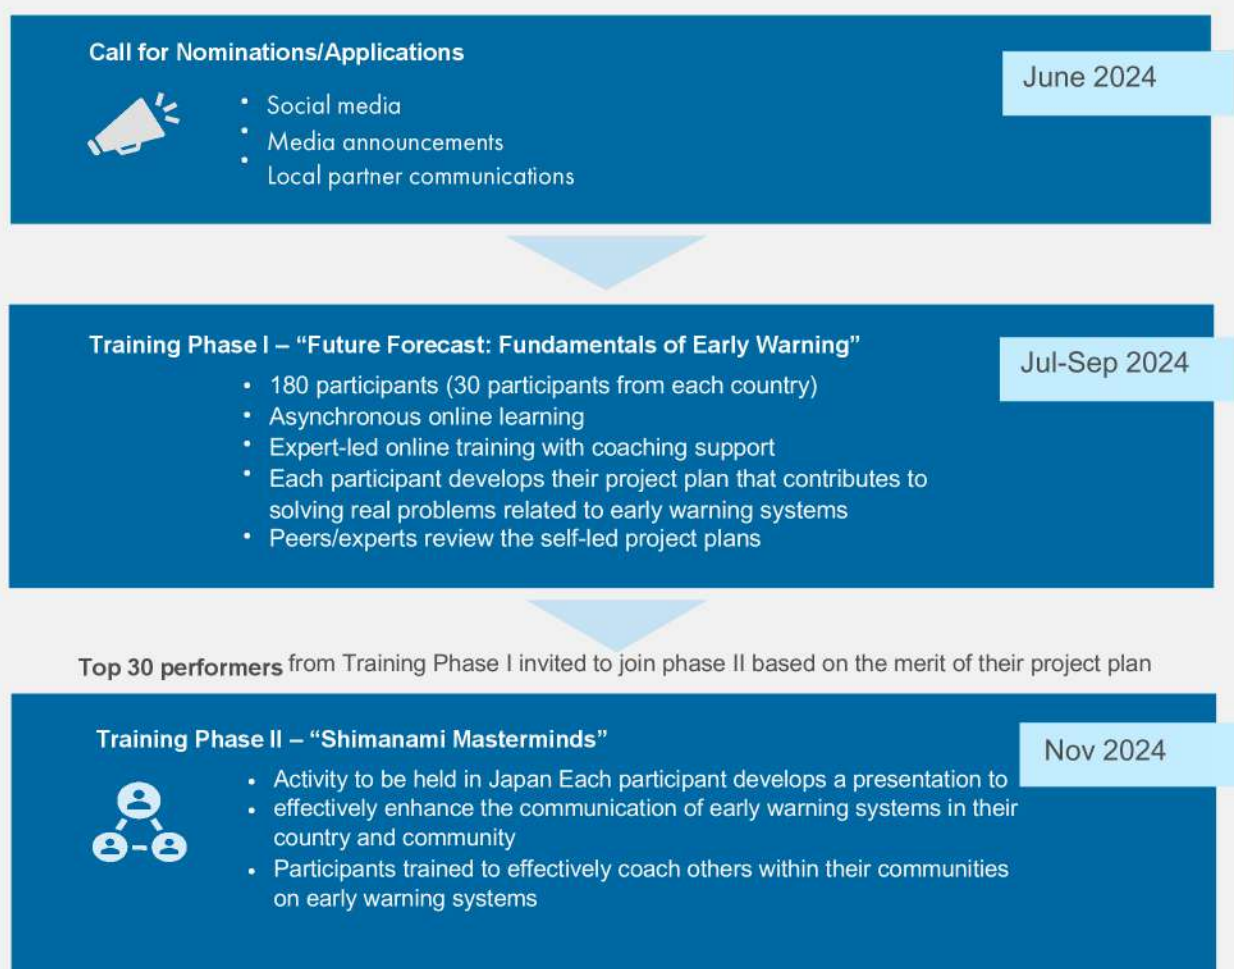 Call for Nominations/Applications
June 2024
• Social media
• Media announcements
• Local partner communications
Training Phase I – “Future Forecast: Fundamentals of Early Warning”
Jul-Sep 2024
• 180 participants (30 participants from each country)
• Asynchronous online learning
• Expert-led online training with coaching support
• Each participant develops their project plan that contributes to
solving real problems related to early warning systems
• Peers/experts review the self-led project plans
Top 30 performers from Training Phase I invited to join phase II based on the merit of their project plan
Training Phase II – “Shimanami Masterminds”
Nov 2024
• Activity to be held in Japan Each participant develops a presentation to
• effectively enhance the communication of early warning systems in their
country and community
• Participants trained to effectively coach others within their communities
on early warning systems